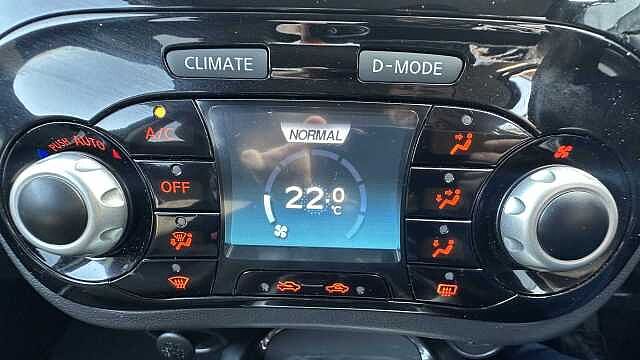 CLIMATE
D-MODE
PUSH AUTO
A/C
NORMAL
OFF
22.0
°C